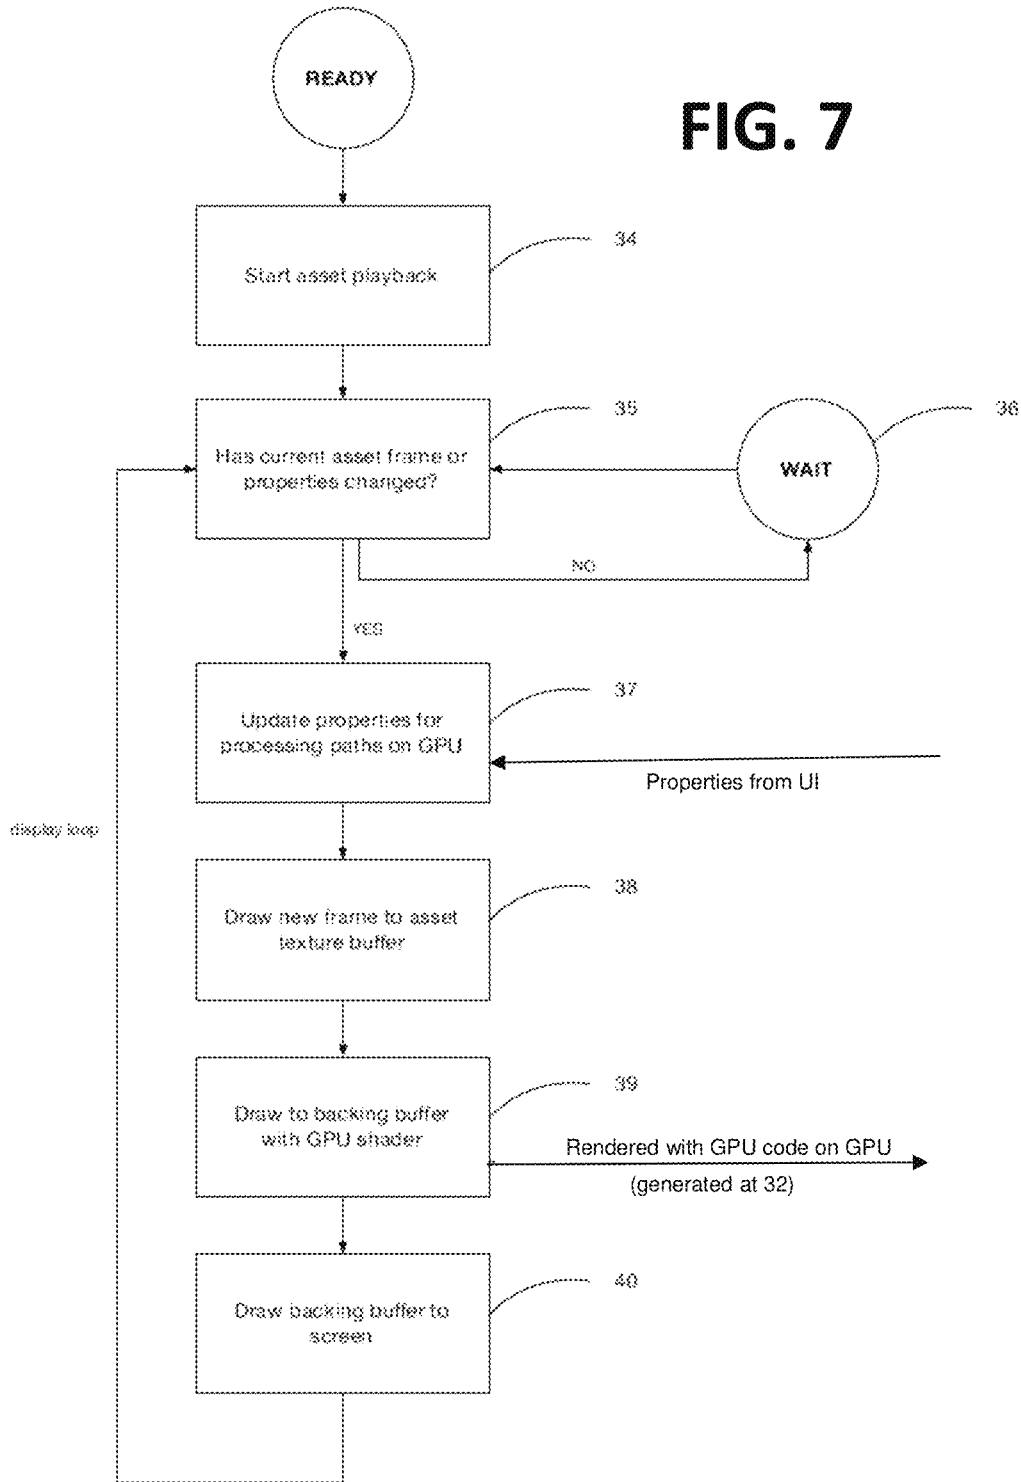 READY
FIG. 7
34
Start asset playback
35
36
Has current asset frame or
properties changed?
WAIT
NO
YES
37
Update properties for
processing paths on GPU
Properties from UI
display loop
38
Draw new frame to asset
texture buffer
39
Draw to backing buffer
with GPU shader
Rendered with GPU code on GPU
(generated at 32)
40
Draw backing buffer to
screen